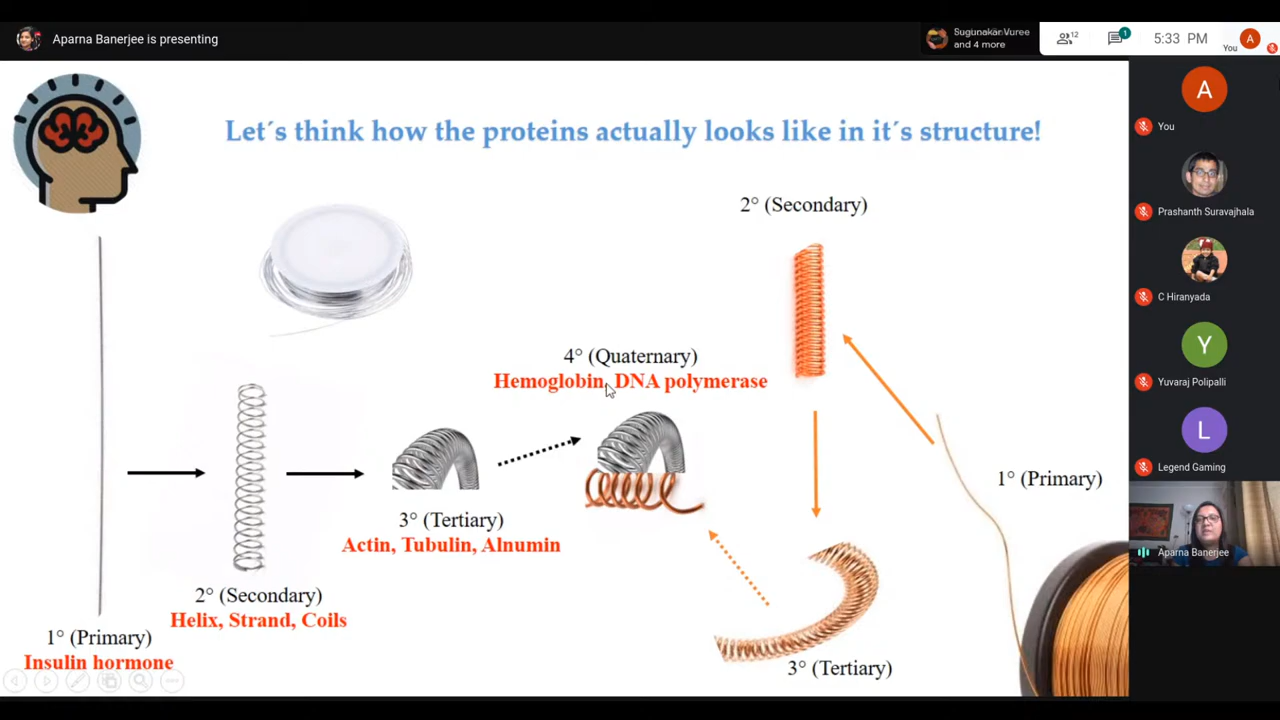 Aparna Banerjee is presenting
Sugunakar Vuree
and 4 more
12
1
5:33 PM
You
A
Let´s think how the proteins actually looks like in it´s structure!
A
You
Prashanth Suravajhala
C Hiranyada
Y
Yuvaraj Polipalli
L
Legend Gaming
Aparna Banerjee
2° (Secondary)
4° (Quaternary)
Hemoglobin, DNA polymerase
1° (Primary)
3° (Tertiary)
Actin, Tubulin, Alnumin
2° (Secondary)
Helix, Strand, Coils
1° (Primary)
Insulin hormone
3° (Tertiary)